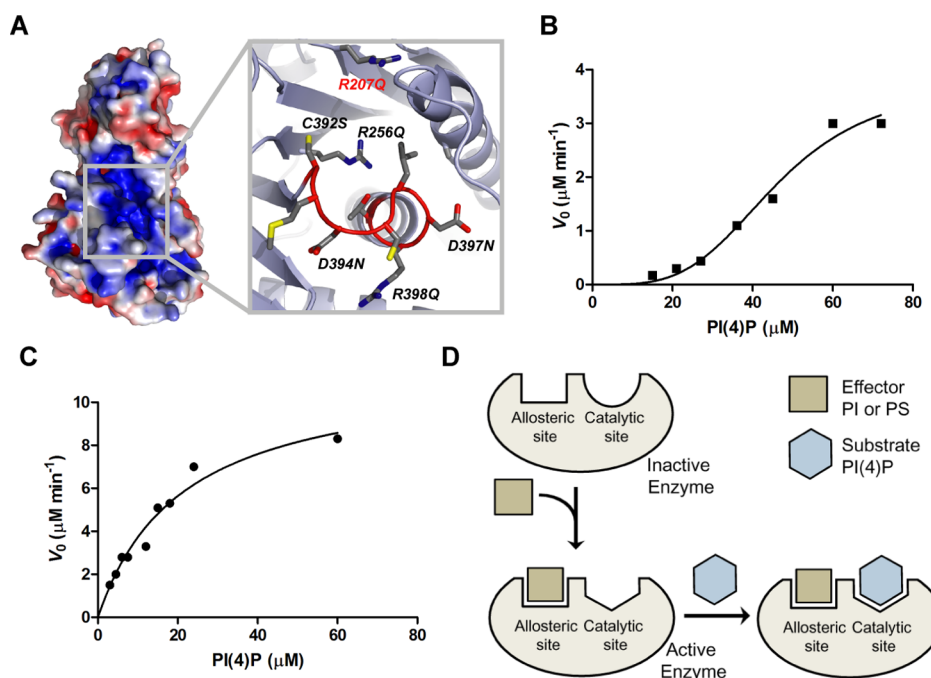 A
R207Q
C392S
R256Q
D394N
D397N
R398Q
B
V0 (μM min-1)
4
3
2
1
0
0
20
40
60
80
PI(4)P (μM)
C
V0 (μM min-1)
10
8
6
4
2
0
0
20
40
60
80
PI(4)P (μM)
D
Allosteric site
Catalytic site
Inactive
Enzyme
Effector
PI or PS
Substrate
PI(4)P
Allosteric site
Catalytic site
Active
Enzyme
Allosteric site
Catalytic site